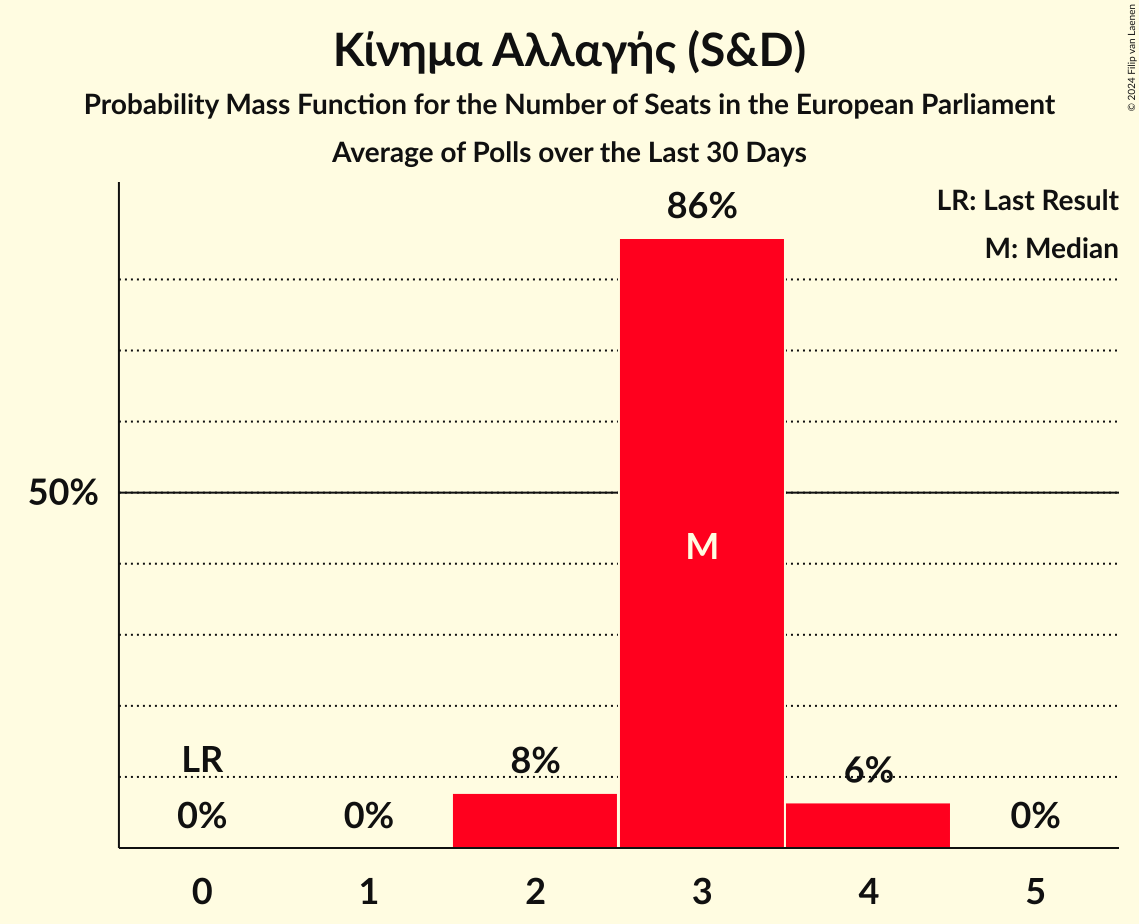 Κίνημα Αλλαγής (S&D)
Probability Mass Function for the Number of Seats in the European Parliament
Average of Polls over the Last 30 Days
© 2024 Filip van Laenen
LR: Last Result
M: Median
86%
50%
M
LR
8%
6%
0%
0%
0%
0 1 2 3 4 5